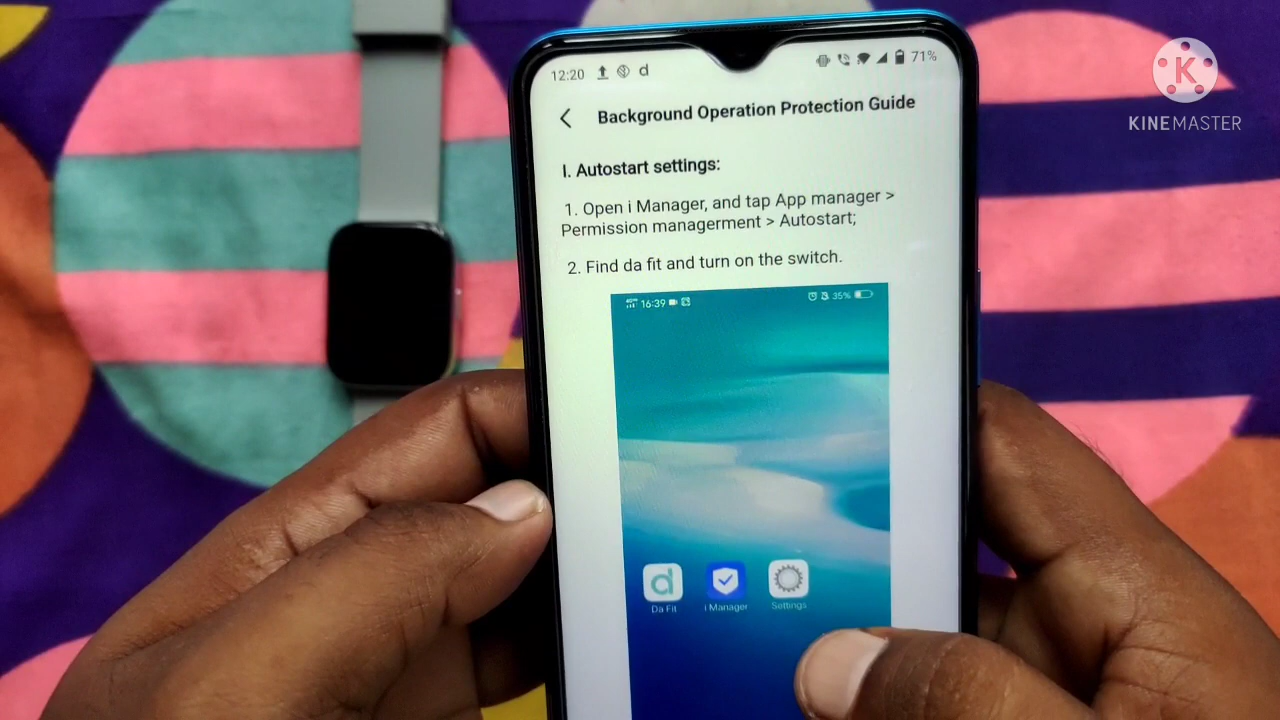 12:20 d 71%
KINEMASTER
Background Operation Protection Guide
I. Autostart settings:
1. Open i Manager, and tap App manager >
Permission managerment > Autostart;
2. Find da fit and turn on the switch.
16:39 35%
Da Fit i Manager Settings